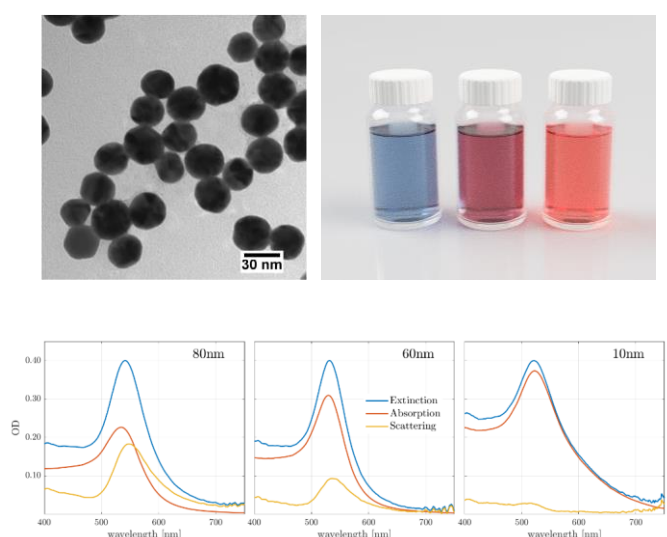 30 nm
80nm
60nm
10nm
0.40
0.30
0.20
0.10
OD
Extinction
Absorption
Scattering
400 500 600 700
400 500 600 700
400 500 600 700
wavelength [nm]
wavelength [nm]
wavelength [nm]